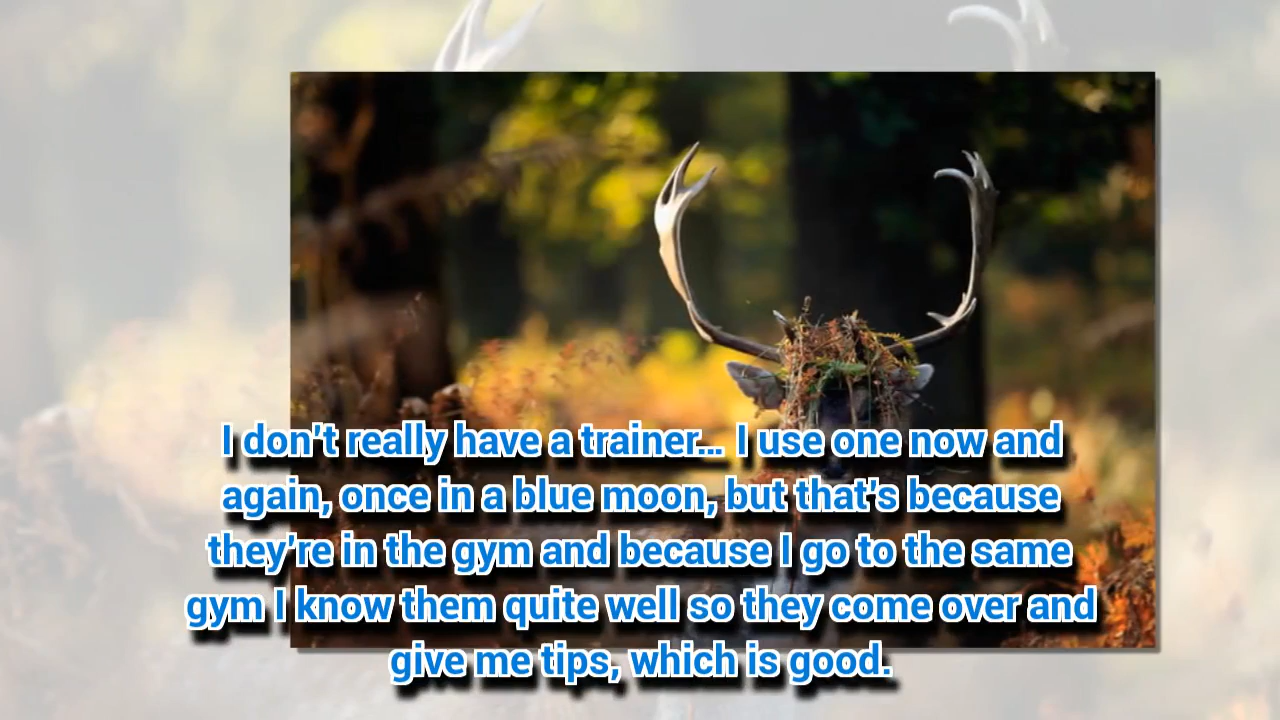 I don't really have a trainer… I use one now and
again, once in a blue moon, but that's because
they're in the gym and because I go to the same
gym I know them quite well so they come over and
give me tips, which is good.